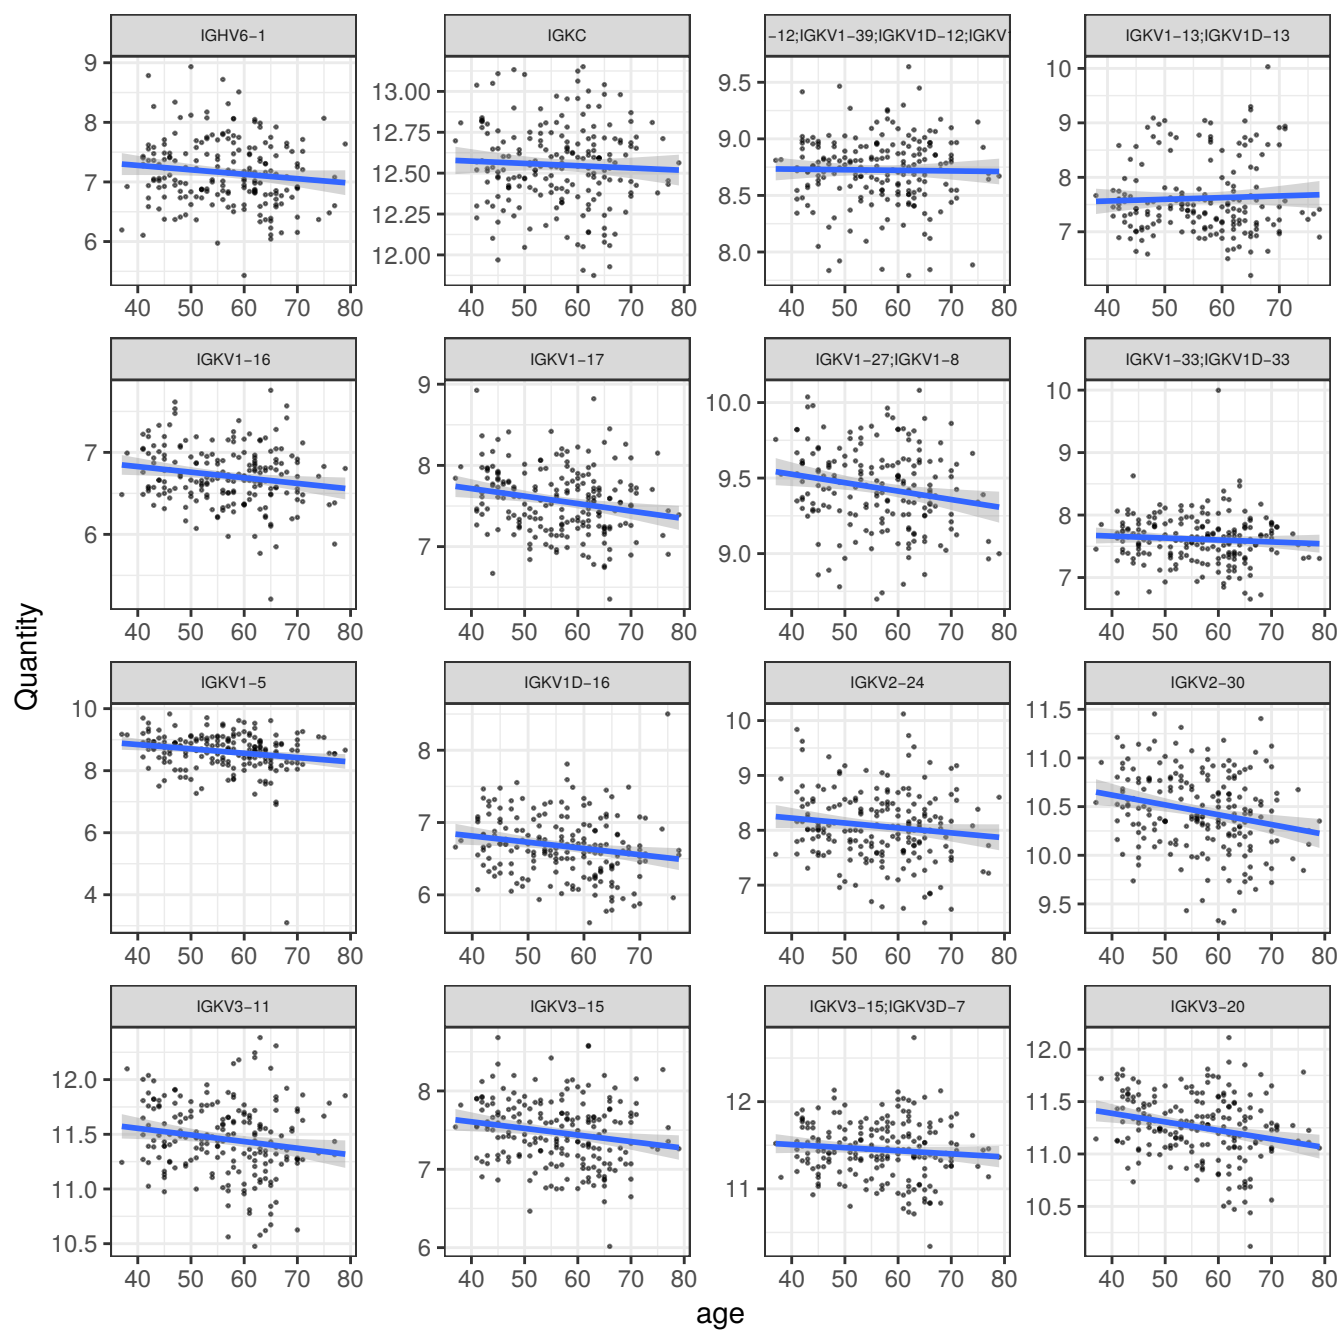 IGHV6−1
IGKC
−12;IGKV1−39;IGKV1D−12;IGKV1
IGKV1−13;IGKV1D−13
9
8
7
6
40 50 60 70 80
13.00
12.75
12.50
12.25
12.00
40 50 60 70 80
9.5
9.0
8.5
8.0
40 50 60 70 80
10
9
8
7
40 50 60 70
IGKV1−16
IGKV1−17
IGKV1−27;IGKV1−8
IGKV1−33;IGKV1D−33
7
6
40 50 60 70 80
9
8
7
40 50 60 70 80
10.0
9.5
9.0
40 50 60 70 80
10
9
8
7
40 50 60 70 80
Quantity
IGKV1−5
IGKV1D−16
IGKV2−24
IGKV2−30
10
8
6
4
40 50 60 70 80
8
7
6
40 50 60 70
10
9
8
7
40 50 60 70 80
11.5
11.0
10.5
10.0
9.5
40 50 60 70 80
IGKV3−11
IGKV3−15
IGKV3−15;IGKV3D−7
IGKV3−20
12.0
11.5
11.0
10.5
40 50 60 70 80
8
7
6
40 50 60 70 80
12
11
40 50 60 70 80
12.0
11.5
11.0
10.5
40 50 60 70 80
age